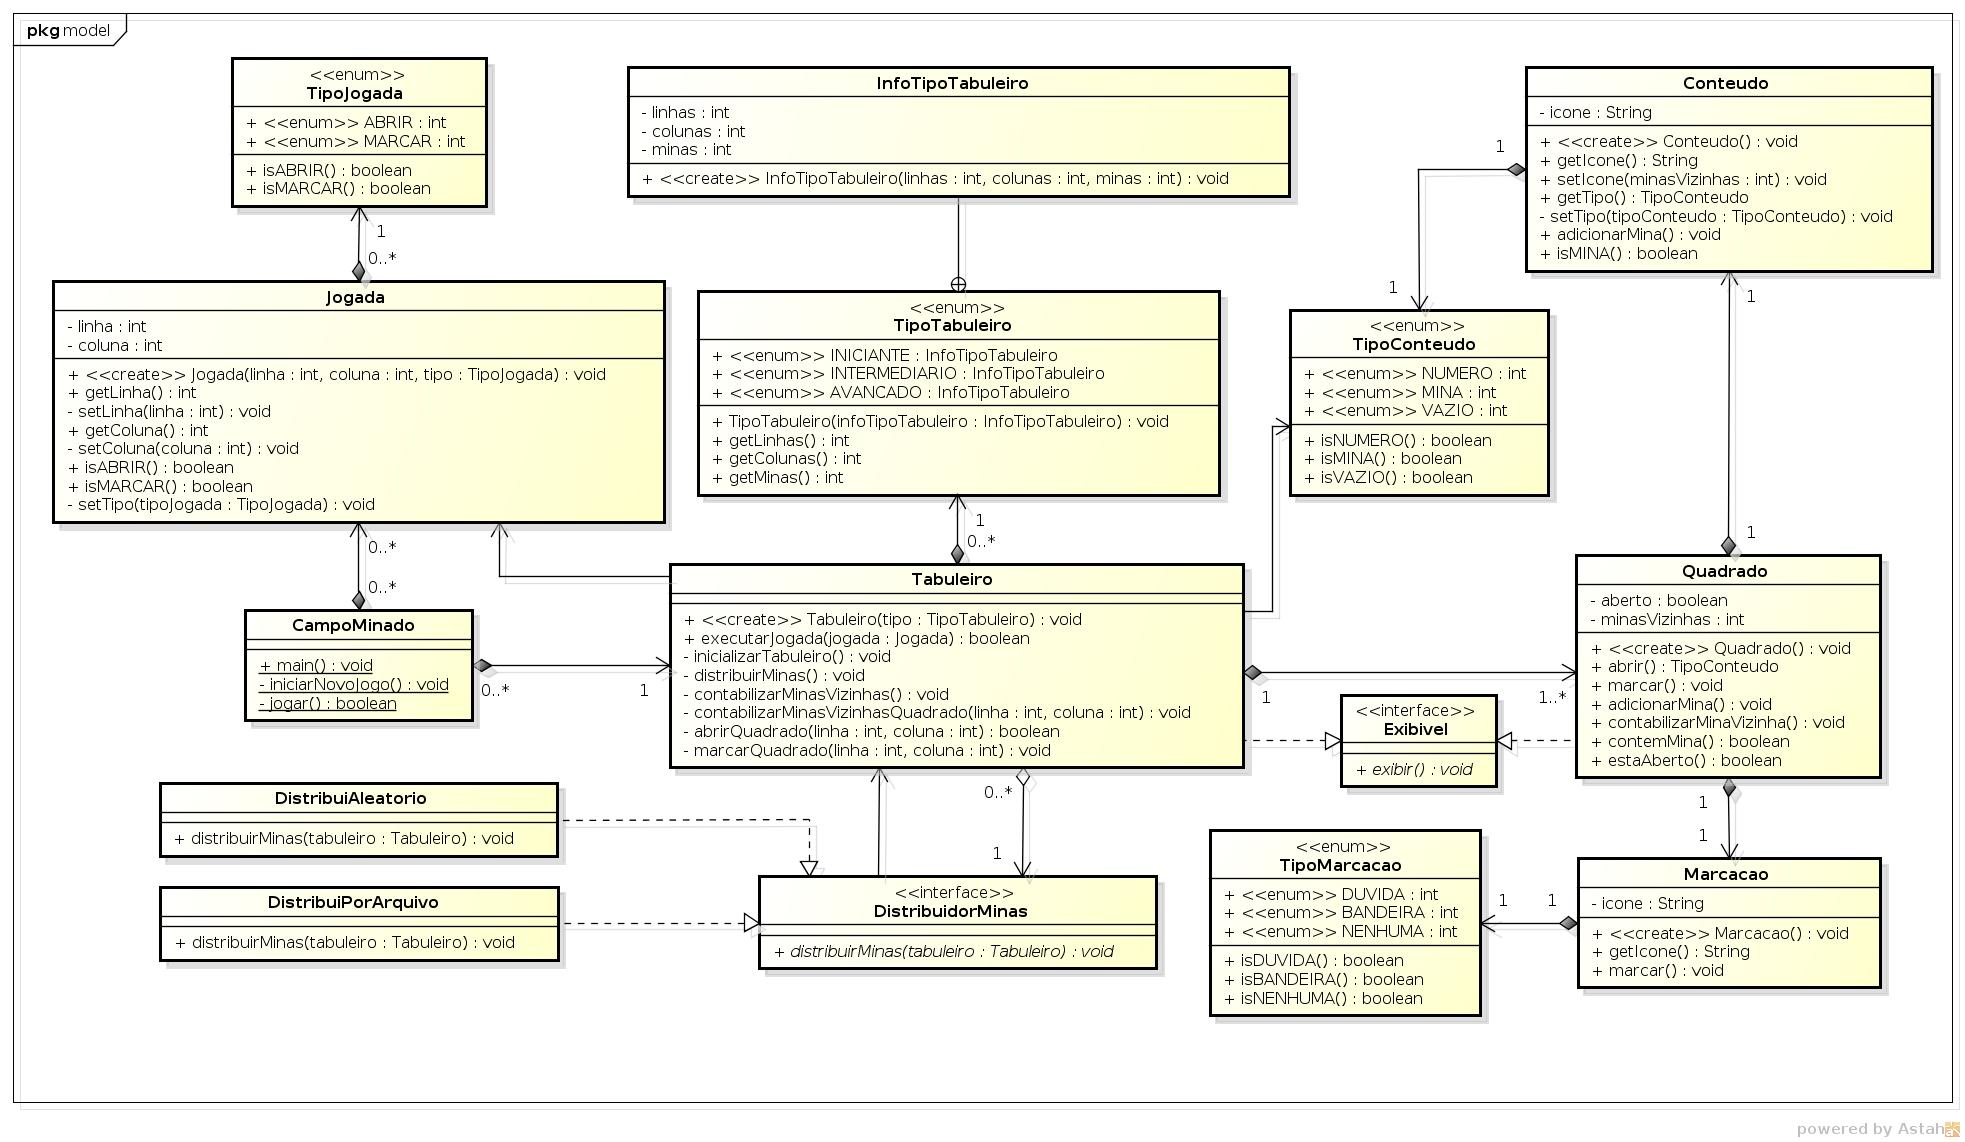 pkg model
<<enum>>
TipoJogada
+ <<enum>> ABRIR : int
+ <<enum>> MARCAR : int
+ isABRIR() : boolean
+ isMARCAR() : boolean
1
0..*
InfoTipoTabuleiro
- linhas : int
- colunas : int
- minas : int
+ <<create>> InfoTipoTabuleiro(linhas : int, colunas : int, minas : int) : void
Conteudo
- icone : String
+ <<create>> Conteudo() : void
+ getIcone() : String
+ setIcone(minasVizinhas : int) : void
+ getTipo() : TipoConteudo
- setTipo(tipoConteudo : TipoConteudo) : void
+ adicionarMina() : void
+ isMINA() : boolean
1
1
1
1
Jogada
- linha : int
- coluna : int
+ <<create>> Jogada(linha : int, coluna : int, tipo : TipoJogada) : void
+ getLinha() : int
- setLinha(linha : int) : void
+ getColuna() : int
- setColuna(coluna : int) : void
+ isABRIR() : boolean
+ isMARCAR() : boolean
- setTipo(tipoJogada : TipoJogada) : void
0..*
0..*
<<enum>>
TipoTabuleiro
+ <<enum>> INICIANTE : InfoTipoTabuleiro
+ <<enum>> INTERMEDIARIO : InfoTipoTabuleiro
+ <<enum>> AVANCADO : InfoTipoTabuleiro
+ TipoTabuleiro(infoTipoTabuleiro : InfoTipoTabuleiro) : void
+ getLinhas() : int
+ getColunas() : int
+ getMinas() : int
1
0..*
<<enum>>
TipoConteudo
+ <<enum>> NUMERO : int
+ <<enum>> MINA : int
+ <<enum>> VAZIO : int
+ isNUMERO() : boolean
+ isMINA() : boolean
+ isVAZIO() : boolean
CampoMinado
+ main() : void
- iniciarNovoJogo() : void
- jogar() : boolean
0..*
1
Tabuleiro
+ <<create>> Tabuleiro(tipo : TipoTabuleiro) : void
+ executarJogada(jogada : Jogada) : boolean
- inicializarTabuleiro() : void
- distribuirMinas() : void
- contabilizarMinasVizinhas() : void
- contabilizarMinasVizinhasQuadrado(linha : int, coluna : int) : void
- abrirQuadrado(linha : int, coluna : int) : boolean
- marcarQuadrado(linha : int, coluna : int) : void
1
1..*
0..*
1
Quadrado
- aberto : boolean
- minasVizinhas : int
+ <<create>> Quadrado() : void
+ abrir() : TipoConteudo
+ marcar() : void
+ adicionarMina() : void
+ contabilizarMinaVizinha() : void
+ contemMina() : boolean
+ estaAberto() : boolean
1
1
<<interface>>
Exibivel
+ exibir() : void
DistribuiAleatorio
+ distribuirMinas(tabuleiro : Tabuleiro) : void
DistribuiPorArquivo
+ distribuirMinas(tabuleiro : Tabuleiro) : void
<<interface>>
DistribuidorMinas
+ distribuirMinas(tabuleiro : Tabuleiro) : void
<<enum>>
TipoMarcacao
+ <<enum>> DUVIDA : int
+ <<enum>> BANDEIRA : int
+ <<enum>> NENHUMA : int
+ isDUVIDA() : boolean
+ isBANDEIRA() : boolean
+ isNENHUMA() : boolean
1
1
Marcacao
- icone : String
+ <<create>> Marcacao() : void
+ getIcone() : String
+ marcar() : void
powered by Astah